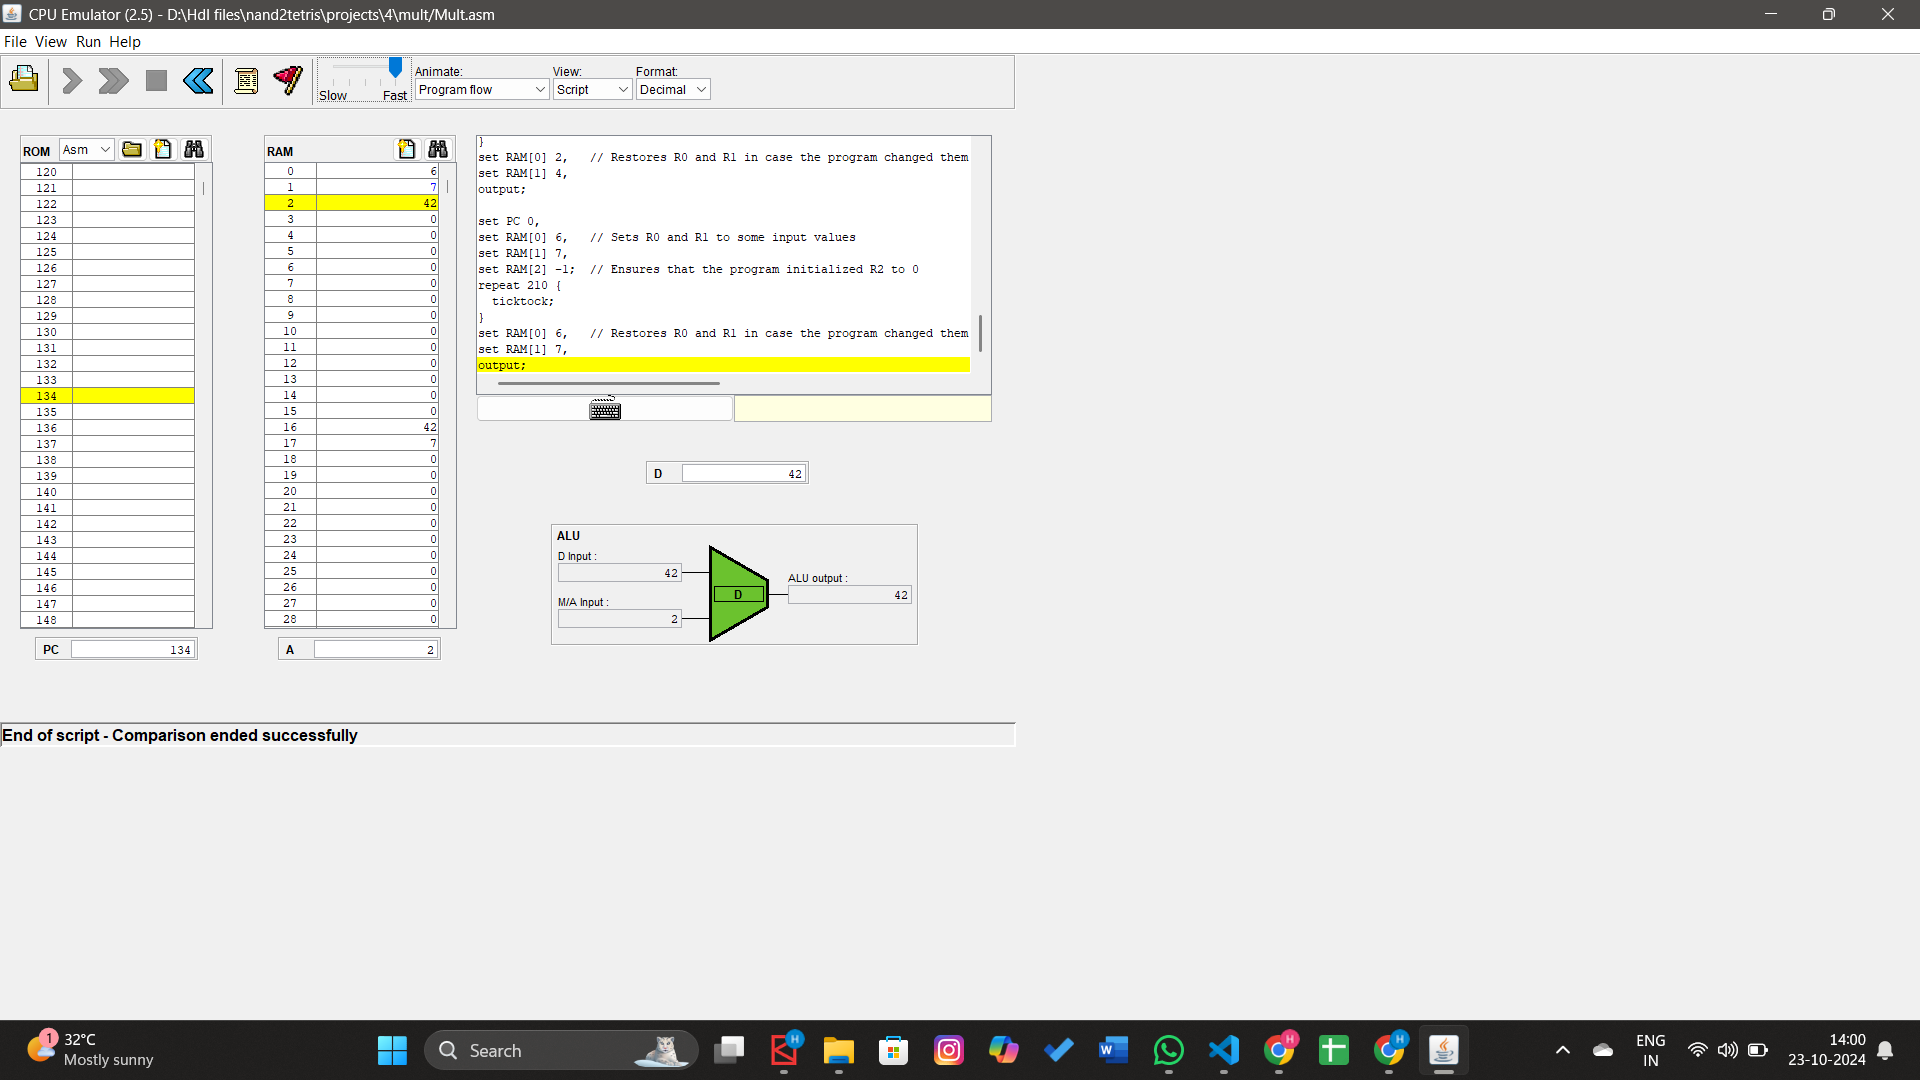 CPU Emulator (2.5) - D:\Hdl files\nand2tetris\projects\4\mult/Mult.asm
File View Run Help
Slow Fast
Animate:
Program flow
View:
Script
Format:
Decimal
ROM Asm
120
121
122
123
124
125
126
127
128
129
130
131
132
133
134
135
136
137
138
139
140
141
142
143
144
145
146
147
148
PC 134
RAM
0 6
1 7
2 42
3 0
4 0
5 0
6 0
7 0
8 0
9 0
10 0
11 0
12 0
13 0
14 0
15 0
16 42
17 7
18 0
19 0
20 0
21 0
22 0
23 0
24 0
25 0
26 0
27 0
28 0
A 2
}
set RAM[0] 2, // Restores R0 and R1 in case the program changed them
set RAM[1] 4,
output;
set PC 0,
set RAM[0] 6, // Sets R0 and R1 to some input values
set RAM[1] 7,
set RAM[2] -1; // Ensures that the program initialized R2 to 0
repeat 210 {
ticktock;
}
set RAM[0] 6, // Restores R0 and R1 in case the program changed them
set RAM[1] 7,
output;
D 42
ALU
D Input :
42
M/A Input :
2
D
ALU output :
42
End of script - Comparison ended successfully
1
32°C
Mostly sunny
Search
H
W
H
H
ENG
IN
14:00
23-10-2024